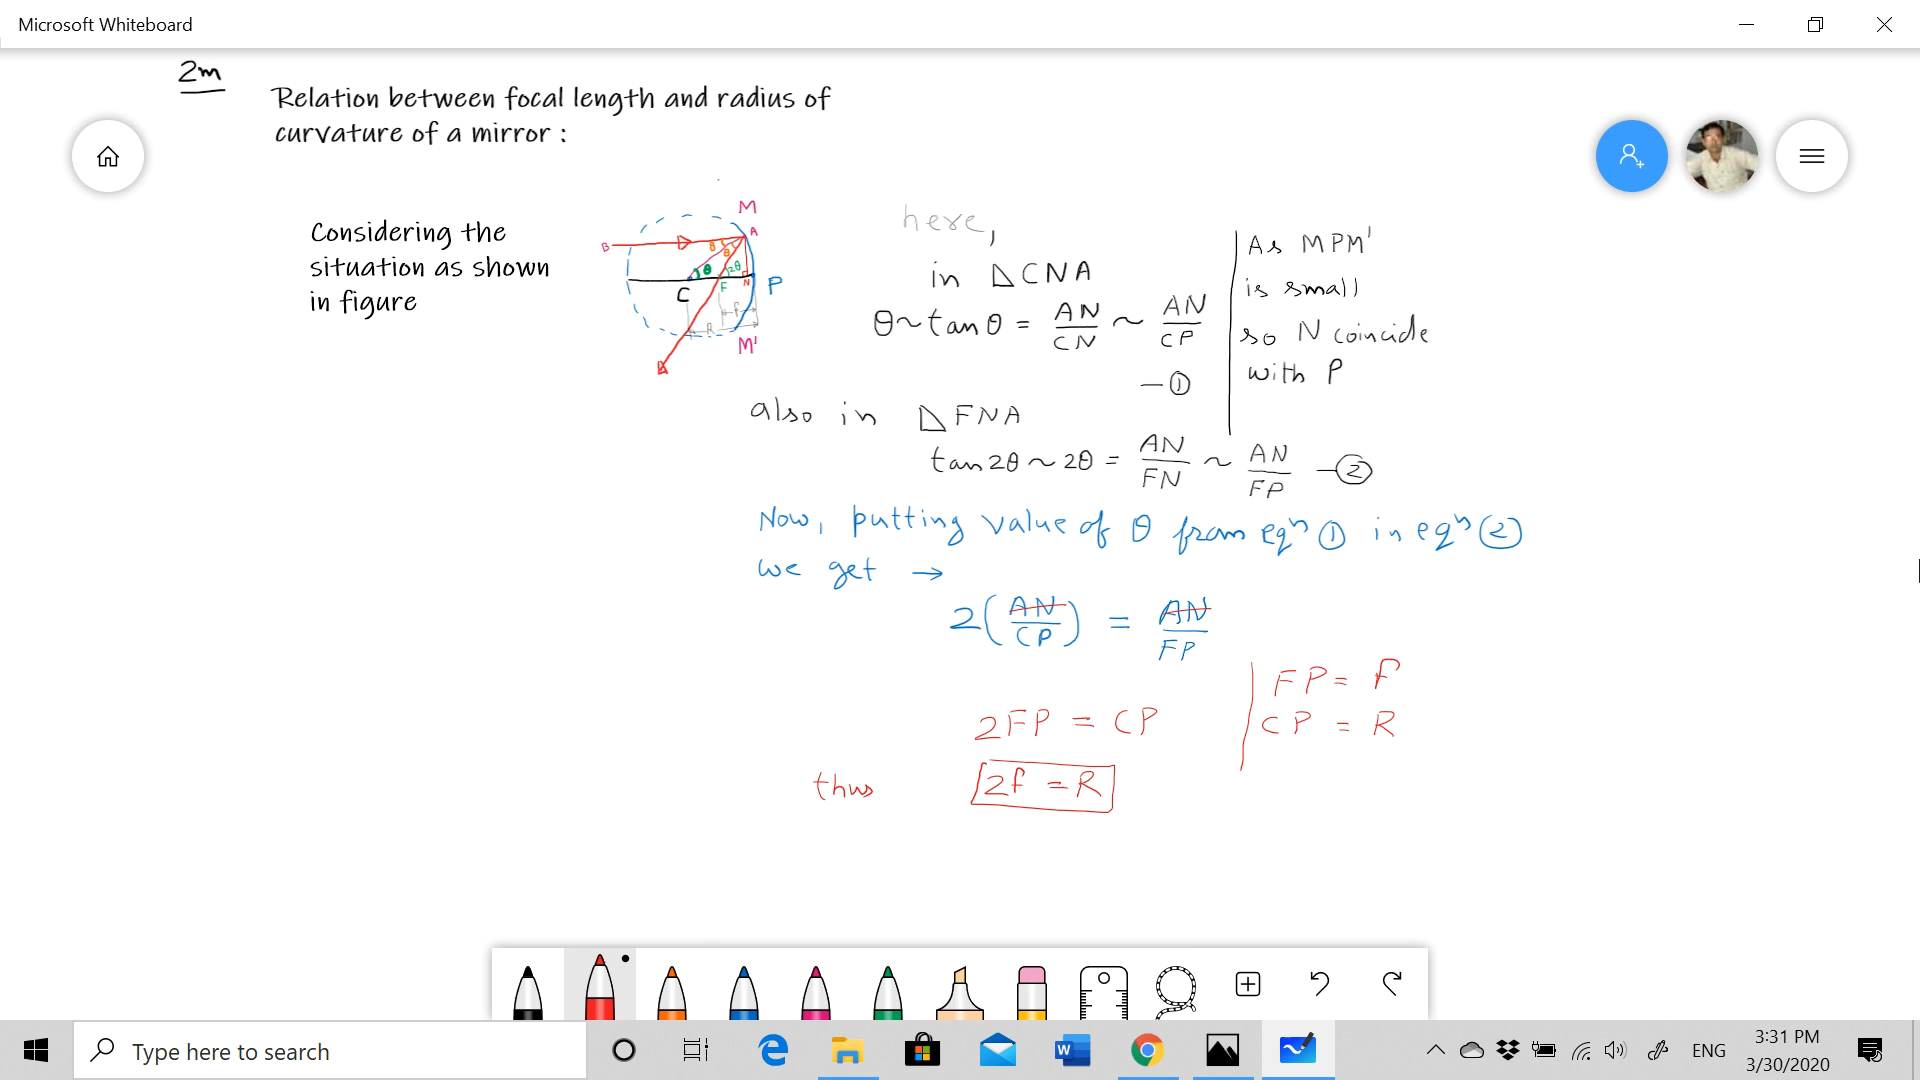 Microsoft Whiteboard
2m
Relation between focal length and radius of
curvature of a mirror :
Considering the
situation as shown
in figure
M
A
B
θ
θ
θ
2θ
C
F
N
P
f
R
M'
here,
in △CNA
θ~tanθ = AN/CN ~ AN/CP
—①
As MPM'
is small
so N coincide
with P
also in △FNA
tan2θ ~ 2θ = AN/FN ~ AN/FP —②
Now, putting value of θ from eqⁿ ① in eqⁿ ②
we get →
2(AN/CP) = AN/FP
2FP = CP
FP = f
CP = R
thus 2f = R
Type here to search
ENG
3:31 PM
3/30/2020